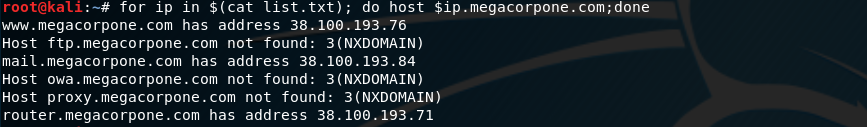 root@kali:~# for ip in $(cat list.txt); do host $ip.megacorpone.com;done
www.megacorpone.com has address 38.100.193.76
Host ftp.megacorpone.com not found: 3(NXDOMAIN)
mail.megacorpone.com has address 38.100.193.84
Host owa.megacorpone.com not found: 3(NXDOMAIN)
Host proxy.megacorpone.com not found: 3(NXDOMAIN)
router.megacorpone.com has address 38.100.193.71